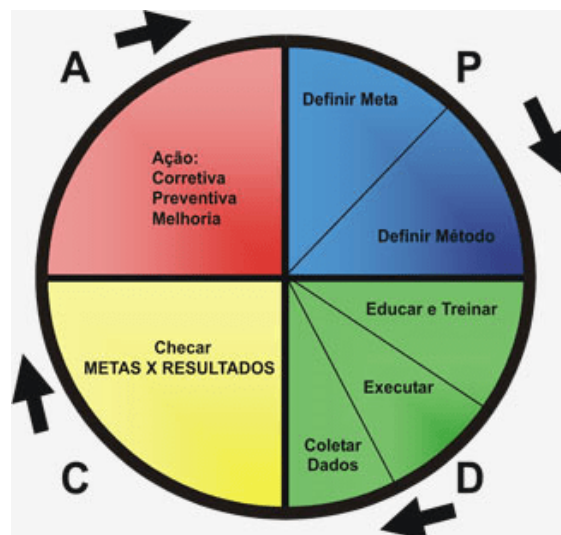 A
P
Definir Meta
Ação:
Corretiva
Preventiva
Melhoria
Definir Método
Educar e Treinar
Checar
METAS X RESULTADOS
Executar
Coletar
Dados
C
D